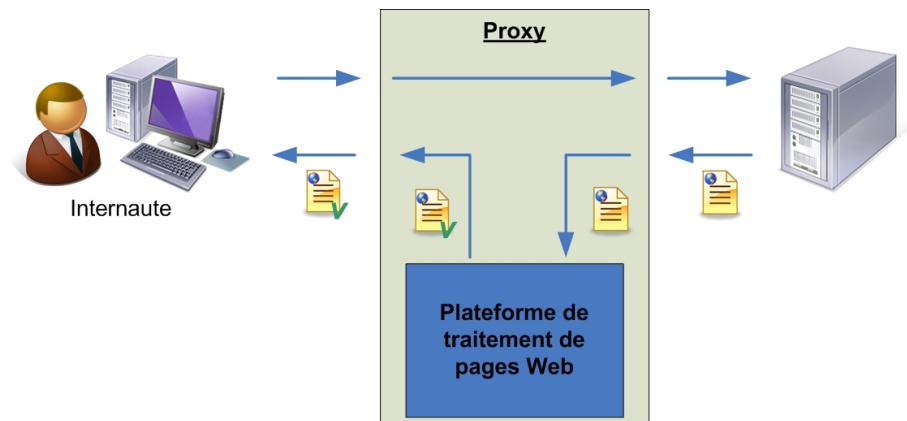 Proxy
Internaute
Plateforme de
traitement de
pages Web